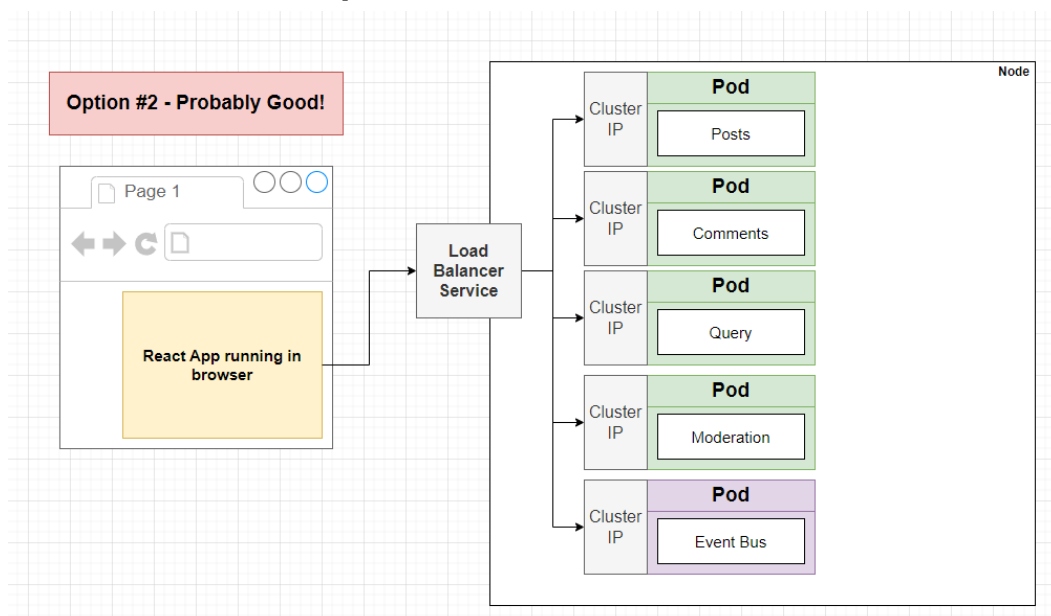 Option #2 - Probably Good!
Page 1
React App running in
browser
Load
Balancer
Service
Node
Cluster
IP
Pod
Posts
Cluster
IP
Pod
Comments
Cluster
IP
Pod
Query
Cluster
IP
Pod
Moderation
Cluster
IP
Pod
Event Bus